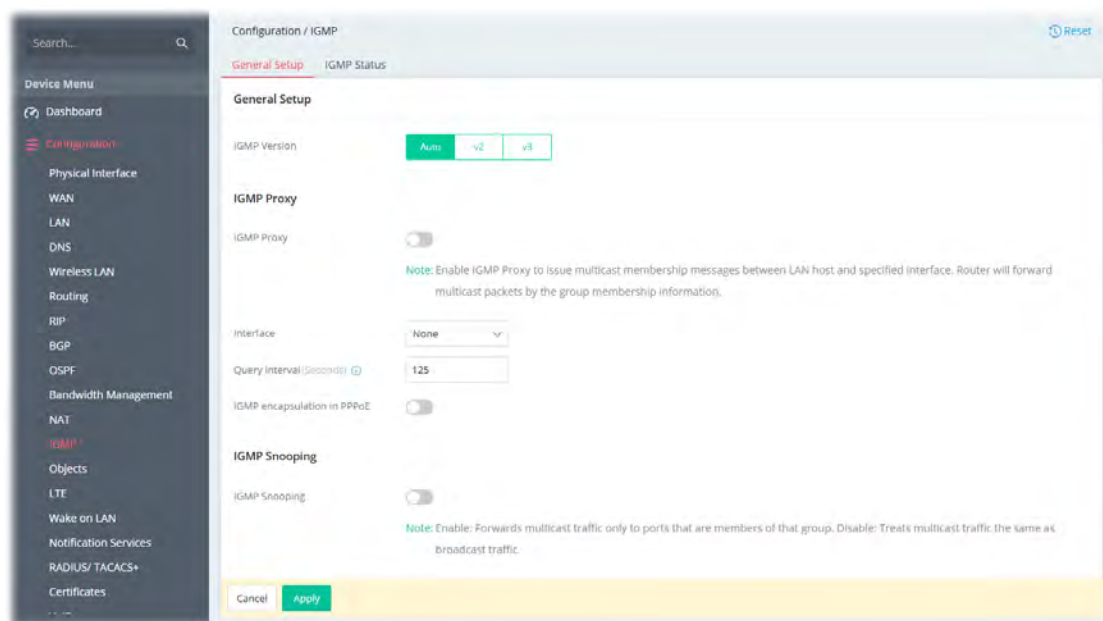 Search...
Device Menu
Dashboard
Configuration
Physical Interface
WAN
LAN
DNS
Wireless LAN
Routing
RIP
BGP
OSPF
Bandwidth Management
NAT
IGMP
Objects
LTE
Wake on LAN
Notification Services
RADIUS/ TACACS+
Certificates
Configuration / IGMP
Reset
General Setup IGMP Status
General Setup
IGMP Version Auto v2 v3
IGMP Proxy
IGMP Proxy
Note: Enable IGMP Proxy to issue multicast membership messages between LAN host and specified interface. Router will forward
multicast packets by the group membership information.
Interface None
Query Interval (Seconds) 125
IGMP encapsulation in PPPoE
IGMP Snooping
IGMP Snooping
Note: Enable: Forwards multicast traffic only to ports that are members of that group. Disable: Treats multicast traffic the same as
broadcast traffic.
Cancel Apply